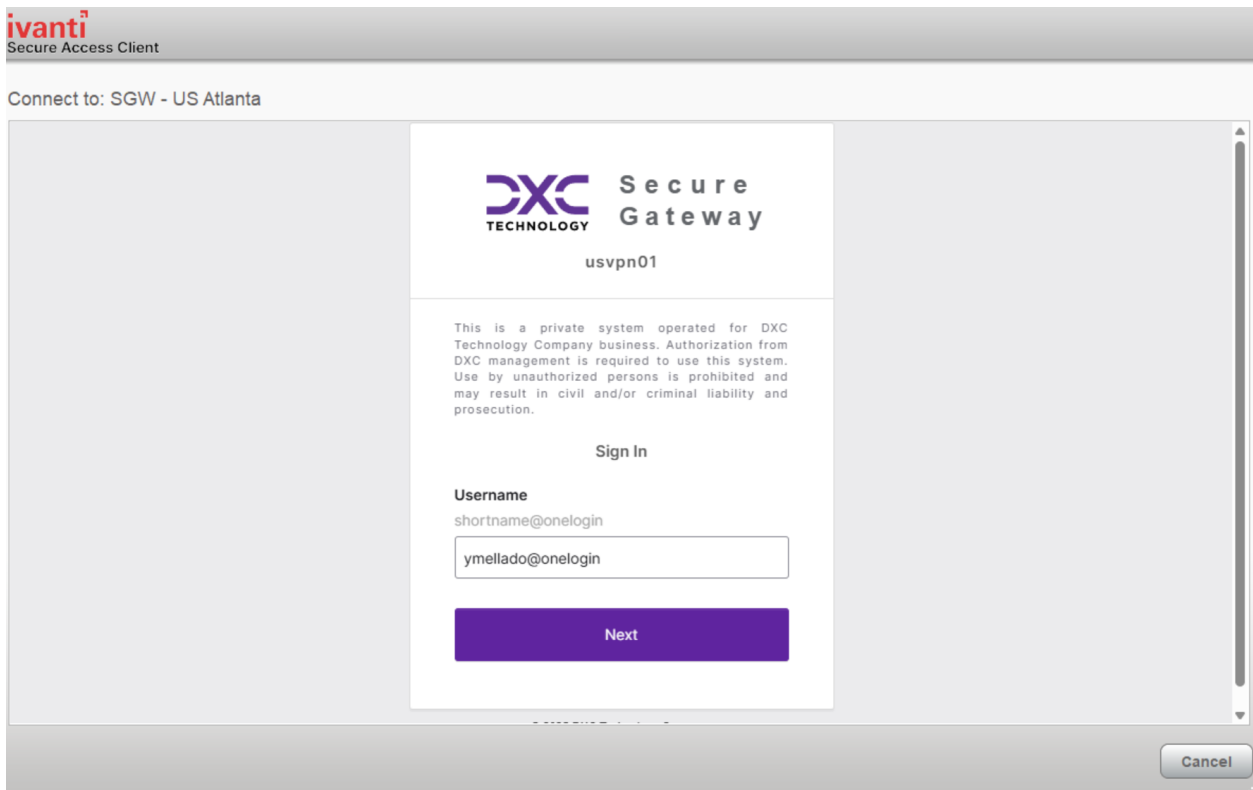 ivanti
Secure Access Client
Connect to: SGW - US Atlanta
DXC
TECHNOLOGY
Secure
Gateway
usvpn01
This is a private system operated for DXC
Technology Company business. Authorization from
DXC management is required to use this system.
Use by unauthorized persons is prohibited and
may result in civil and/or criminal liability and
prosecution.
Sign In
Username
shortname@onelogin
ymellado@onelogin
Next
Cancel